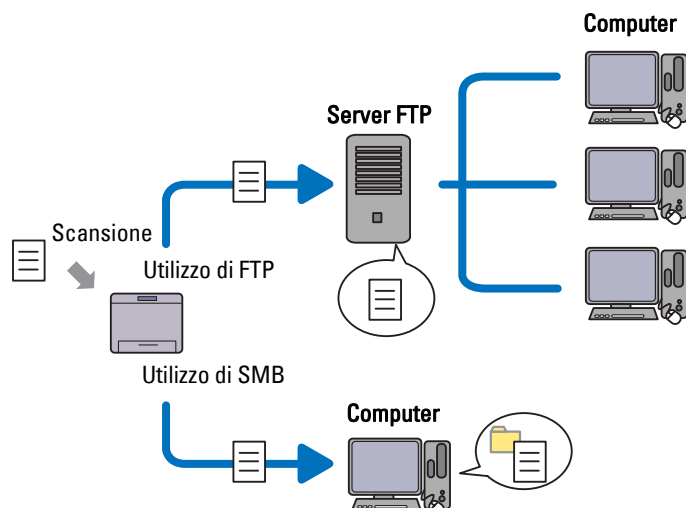 Computer
Server FTP
Scansione
Utilizzo di FTP
Utilizzo di SMB
Computer